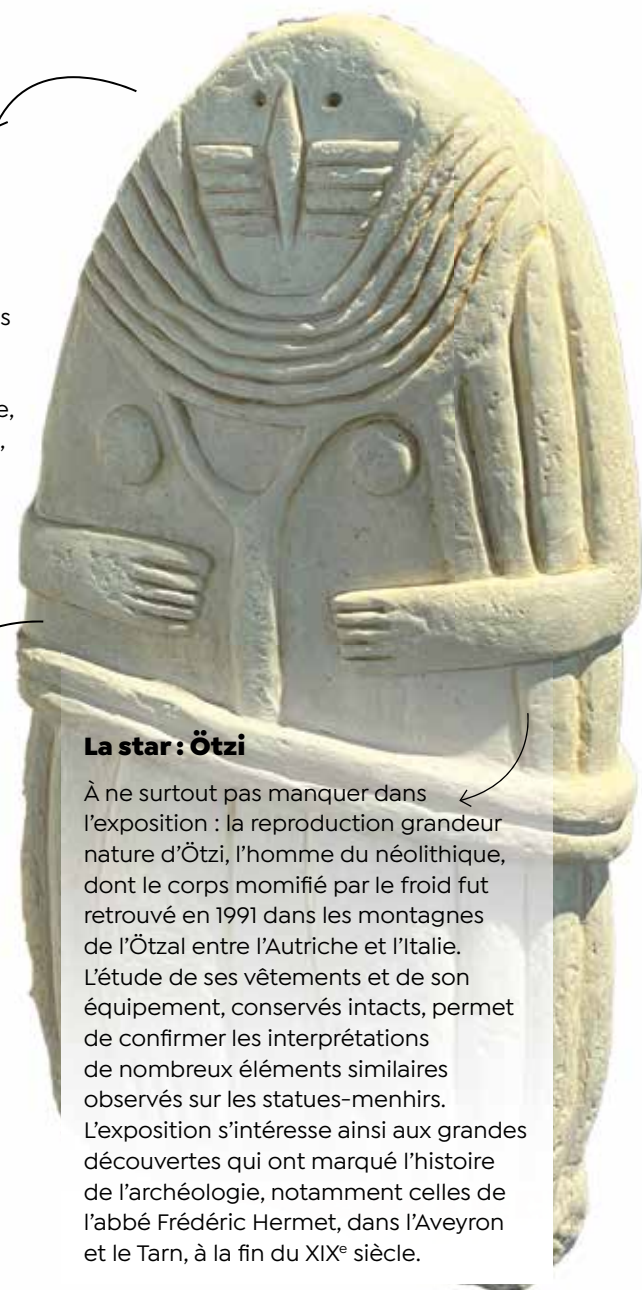 s
e,
,
La star : Ötzi
À ne surtout pas manquer dans
l'exposition : la reproduction grandeur
nature d'Ötzi, l'homme du néolithique,
dont le corps momifié par le froid fut
retrouvé en 1991 dans les montagnes
de l'Ötzal entre l'Autriche et l'Italie.
L'étude de ses vêtements et de son
équipement, conservés intacts, permet
de confirmer les interprétations
de nombreux éléments similaires
observés sur les statues-menhirs.
L'exposition s'intéresse ainsi aux grandes
découvertes qui ont marqué l'histoire
de l'archéologie, notamment celles de
l'abbé Frédéric Hermet, dans l'Aveyron
et le Tarn, à la fin du XIXe siècle.